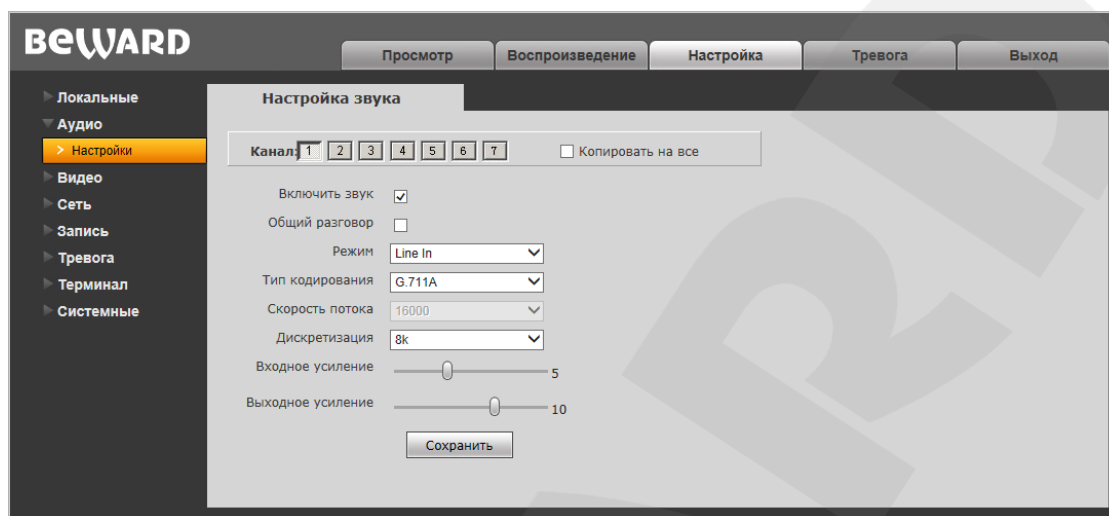 BEWARD
Просмотр
Воспроизведение
Настройка
Тревога
Выход
Локальные
Аудио
> Настройки
Видео
Сеть
Запись
Тревога
Терминал
Системные
Настройка звука
Канал: 1 2 3 4 5 6 7 Копировать на все
Включить звук
Общий разговор
Режим Line In
Тип кодирования G.711A
Скорость потока 16000
Дискретизация 8k
Входное усиление 5
Выходное усиление 10
Сохранить